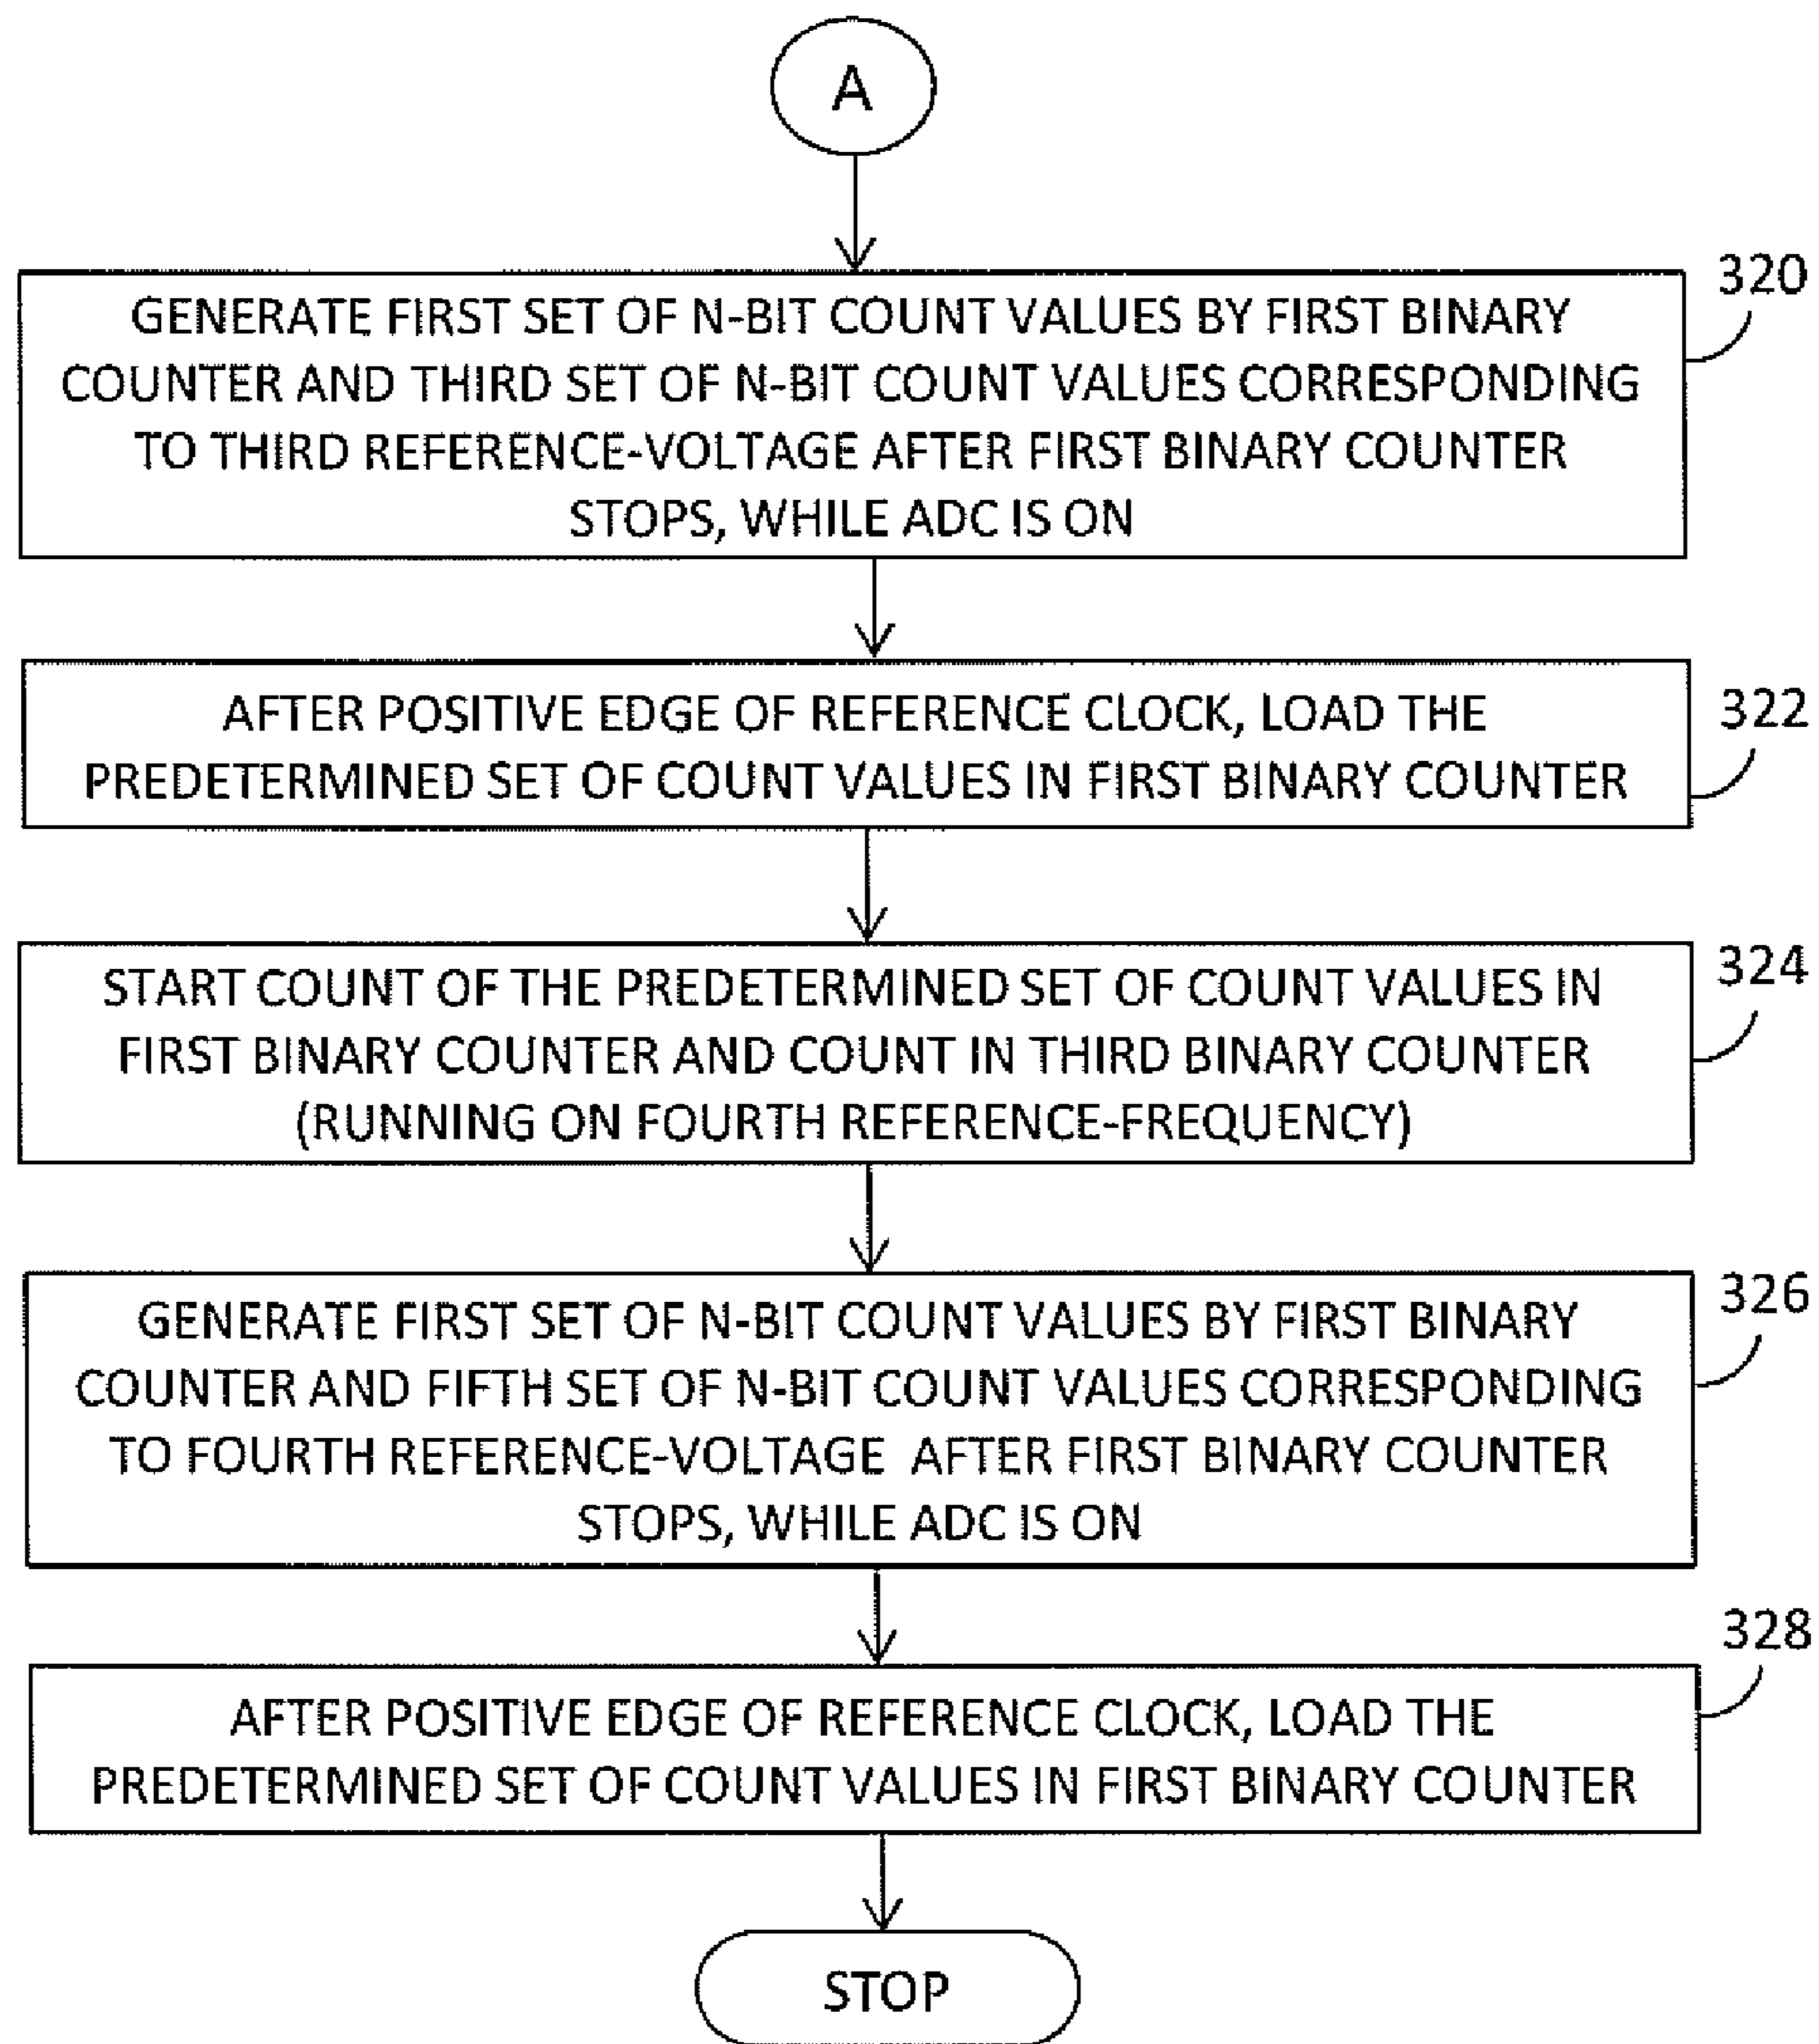 A
320
GENERATE FIRST SET OF N-BIT COUNT VALUES BY FIRST BINARY
COUNTER AND THIRD SET OF N-BIT COUNT VALUES CORRESPONDING
TO THIRD REFERENCE-VOLTAGE AFTER FIRST BINARY COUNTER
STOPS, WHILE ADC IS ON
322
AFTER POSITIVE EDGE OF REFERENCE CLOCK, LOAD THE
PREDETERMINED SET OF COUNT VALUES IN FIRST BINARY COUNTER
324
START COUNT OF THE PREDETERMINED SET OF COUNT VALUES IN
FIRST BINARY COUNTER AND COUNT IN THIRD BINARY COUNTER
(RUNNING ON FOURTH REFERENCE-FREQUENCY)
326
GENERATE FIRST SET OF N-BIT COUNT VALUES BY FIRST BINARY
COUNTER AND FIFTH SET OF N-BIT COUNT VALUES CORRESPONDING
TO FOURTH REFERENCE-VOLTAGE AFTER FIRST BINARY COUNTER
STOPS, WHILE ADC IS ON
328
AFTER POSITIVE EDGE OF REFERENCE CLOCK, LOAD THE
PREDETERMINED SET OF COUNT VALUES IN FIRST BINARY COUNTER
STOP